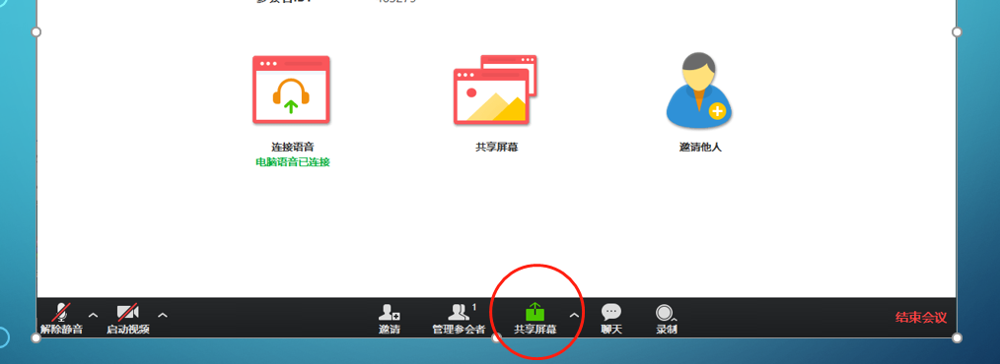 连接语音
共享屏幕
邀请他人
电脑语音已连接
1
解除静音
启动视频
邀请
管理参会者
共享屏幕
聊天
录制
结束会议